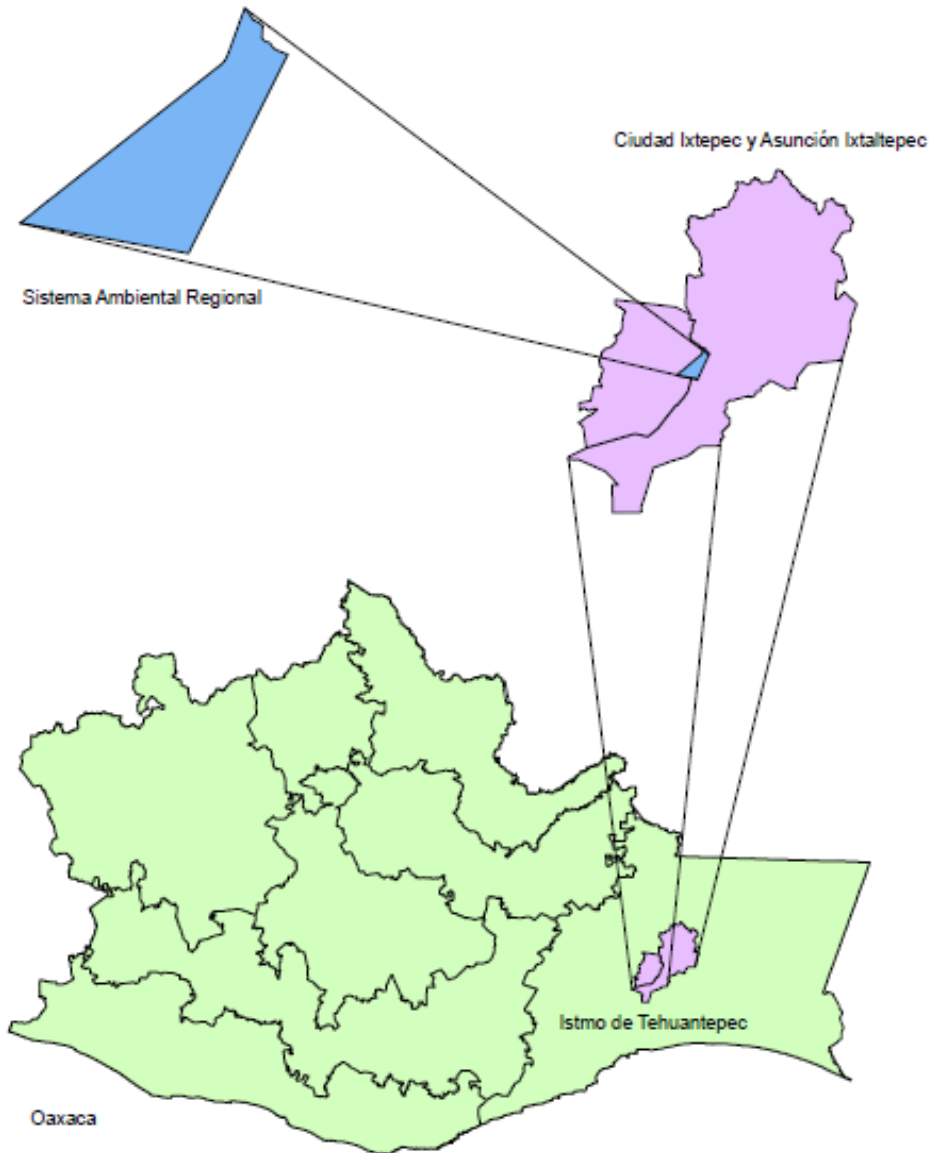 Ciudad Ixtepec y Asunción Ixtaltepec
Sistema Ambiental Regional
Istmo de Tehuantepec
Oaxaca